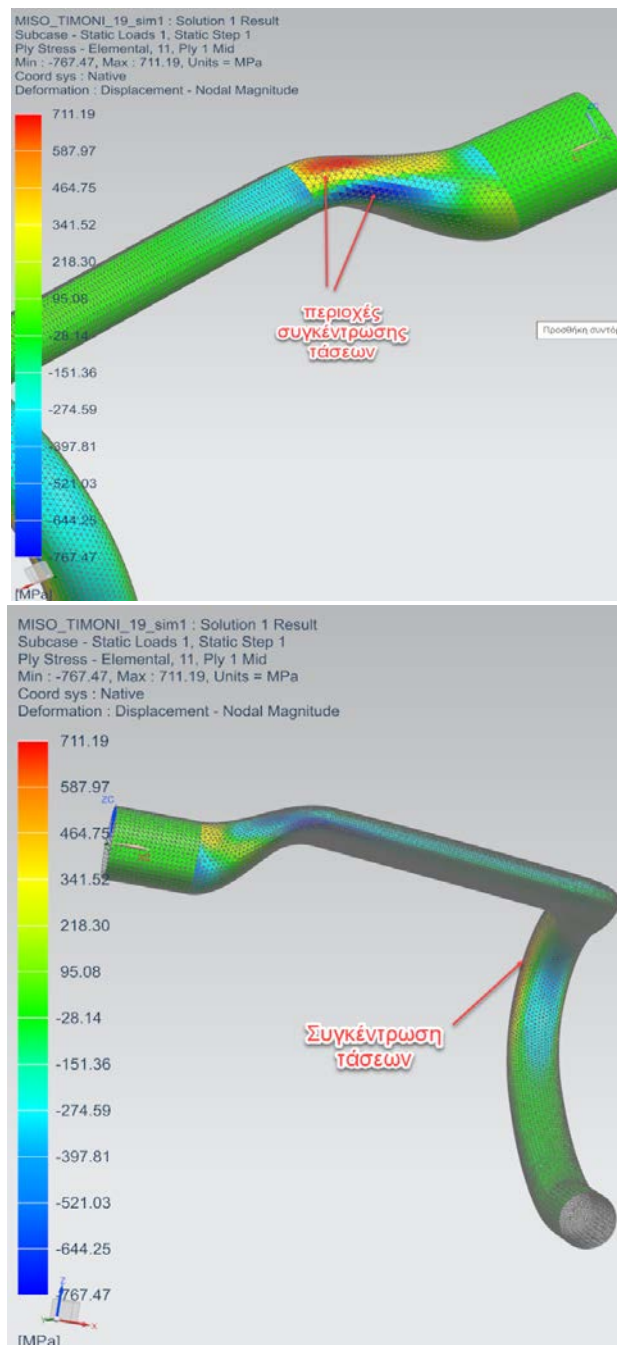 MISO_TIMONI_19_sim1 : Solution 1 Result
Subcase - Static Loads 1, Static Step 1
Ply Stress - Elemental, 11, Ply 1 Mid
Min : -767.47, Max : 711.19, Units = MPa
Coord sys : Native
Deformation : Displacement - Nodal Magnitude
711.19
587.97
464.75
341.52
218.30
95.08
-28.14
-151.36
-274.59
-397.81
-521.03
-644.25
-767.47
[MPa]
ZC
περιοχές
συγκέντρωσης
τάσεων
Προσθήκη συντό
MISO_TIMONI_19_sim1 : Solution 1 Result
Subcase - Static Loads 1, Static Step 1
Ply Stress - Elemental, 11, Ply 1 Mid
Min : -767.47, Max : 711.19, Units = MPa
Coord sys : Native
Deformation : Displacement - Nodal Magnitude
711.19
587.97
464.75
341.52
218.30
95.08
-28.14
-151.36
-274.59
-397.81
-521.03
-644.25
-767.47
[MPa]
ZC
Συγκέντρωση
τάσεων
Z
Y
X